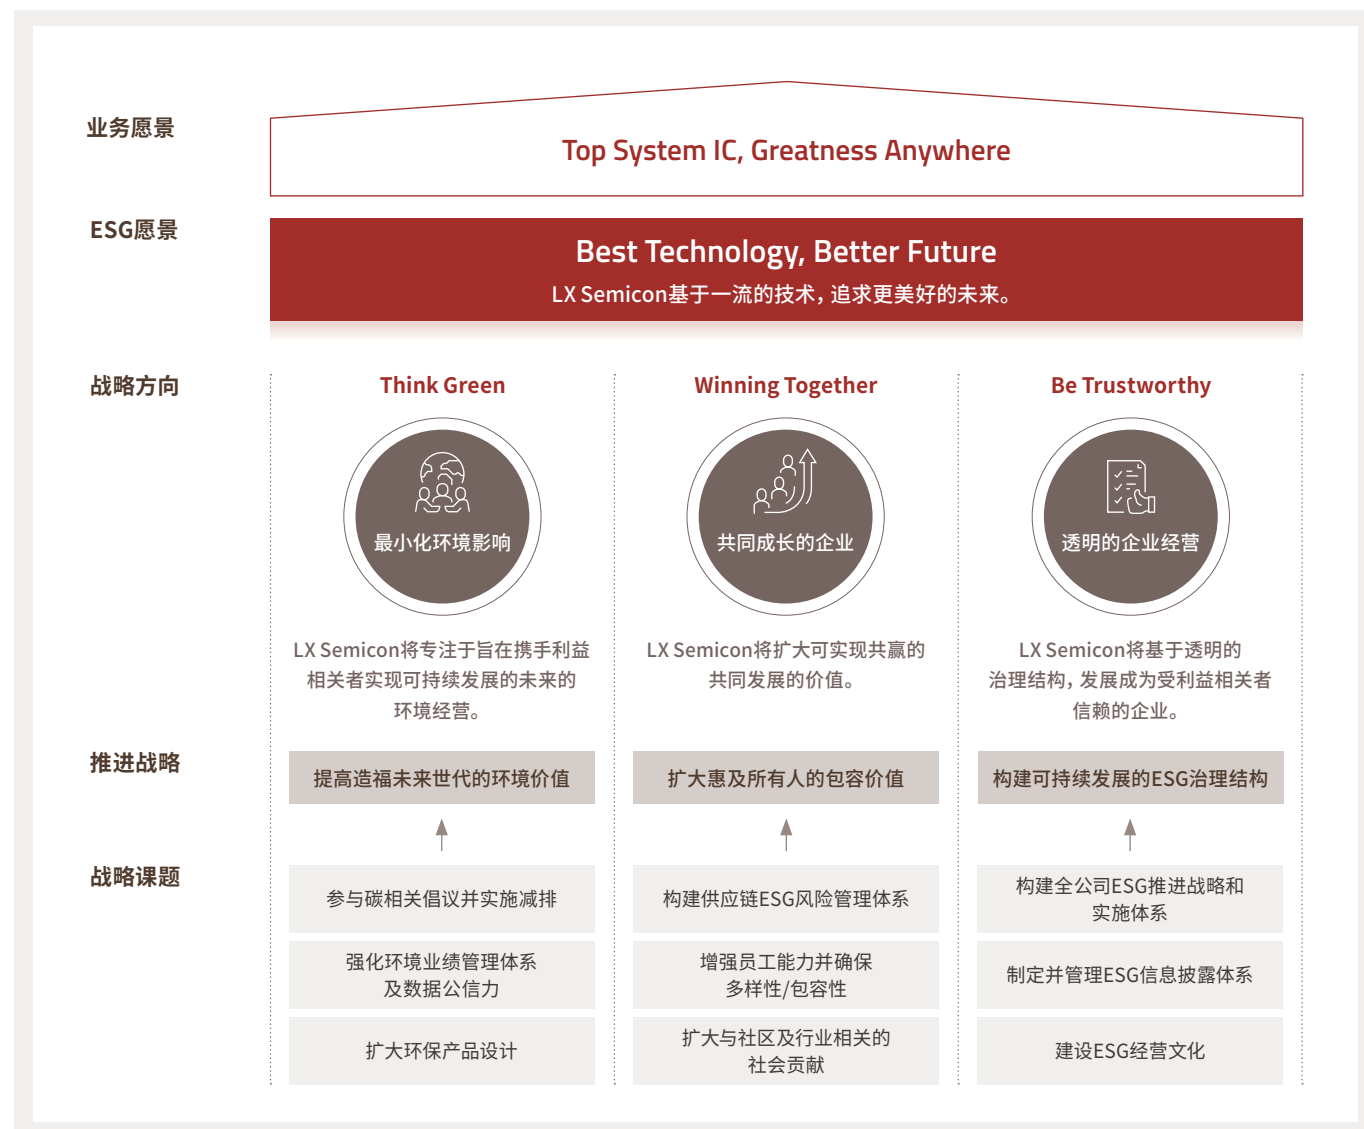 业务愿景
Top System IC, Greatness Anywhere
ESG愿景
Best Technology, Better Future
LX Semicon基于一流的技术，追求更美好的未来。
战略方向
Think Green
最小化环境影响
LX Semicon将专注于旨在携手利益
相关者实现可持续发展的未来的
环境经营。
Winning Together
共同成长的企业
LX Semicon将扩大可实现共赢的
共同发展的价值。
Be Trustworthy
透明的企业经营
LX Semicon将基于透明的
治理结构，发展成为受利益相关者
信赖的企业。
推进战略
提高造福未来世代的环境价值
扩大惠及所有人的包容价值
构建可持续发展的ESG治理结构
战略课题
参与碳相关倡议并实施减排
强化环境业绩管理体系
及数据公信力
扩大环保产品设计
构建供应链ESG风险管理体系
增强员工能力并确保
多样性/包容性
扩大与社区及行业相关的
社会贡献
构建全公司ESG推进战略和
实施体系
制定并管理ESG信息披露体系
建设ESG经营文化